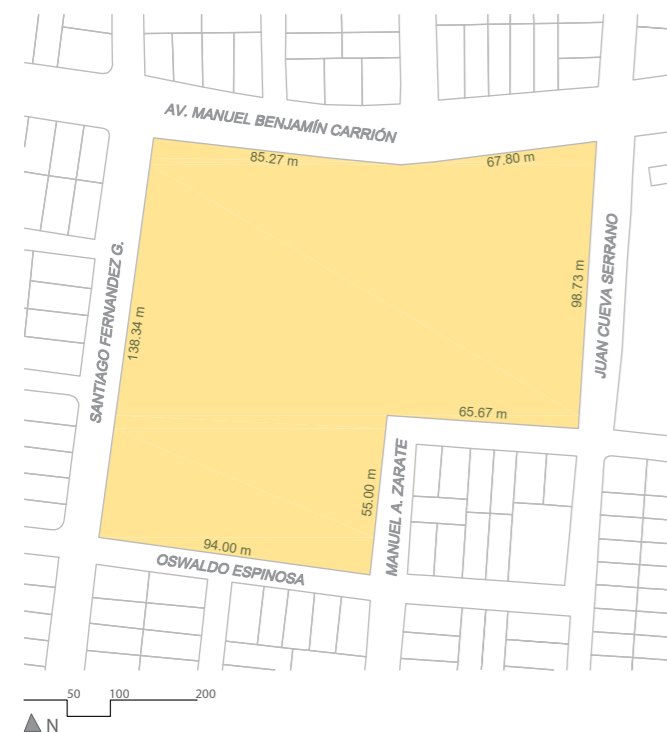 AV. MANUEL BENJAMÍN CARRIÓN
85.27 m
67.80 m
SANTIAGO FERNANDEZ G.
138.34 m
98.73 m
JUAN CUEVA SERRANO
65.67 m
55.00 m
MANUEL A. ZARATE
94.00 m
OSWALDO ESPINOSA
50 100 200
N